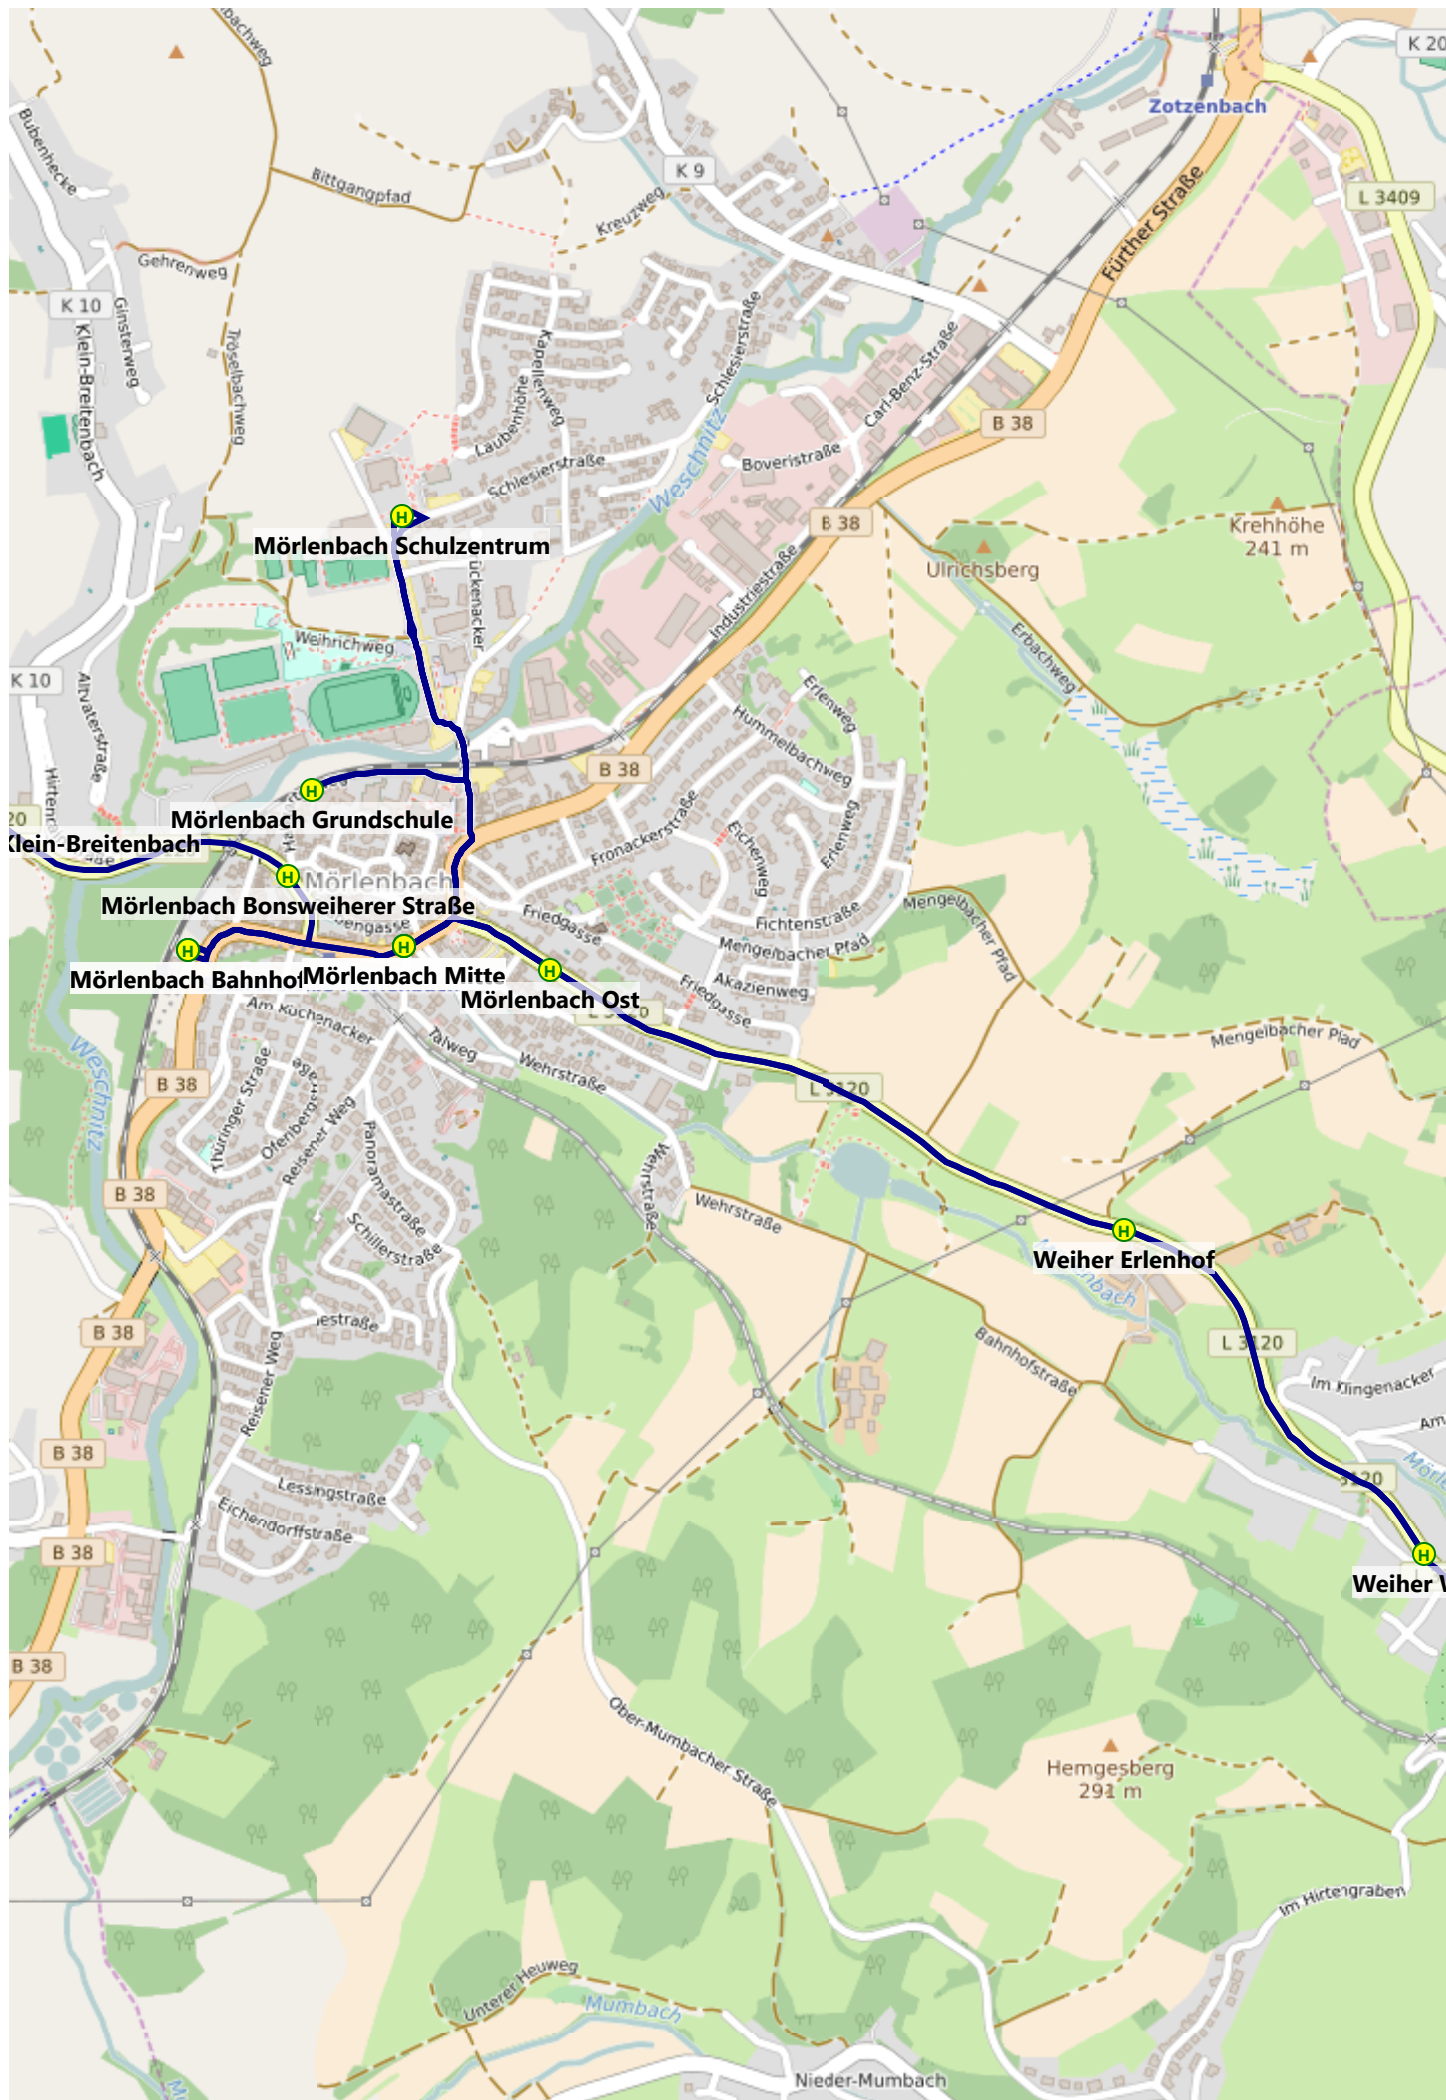 K 20
Zotzenbach
Bubenhecke
K 9
Bittgangpfad
Kreuzweg
L 3409
Fürther Straße
Gehrenweg
K 10
Ginsterweg
Klein-Breitenbach
Tröselbachweg
Kapellenweg
Laubenhöhe
Schlesierstraße
Carl-Benz-Straße
B 38
Boveristraße
Schlesierstraße
Weschnitz
Krehhöhe
241 m
B 38
Mörlenbach Schulzentrum
Ulrichsberg
Industriestraße
Weihrichweg
Erbachweg
K 10
Altvaterstraße
Erlenweg
Hummelbachweg
B 38
Mörlenbach Grundschule
Klein-Breitenbach
Fronackerstraße
Eichenweg
Erlenweg
Mörlenbach
Mörlenbach Bonsweiherer Straße
Friedgasse
Fichtenstraße
Mengelbacher Pfad
Mengelbacher Pfad
Mörlenbach Bahnhof
Mörlenbach Mitte
Mörlenbach Ost
Akazienweg
Friedgasse
Am Küchenacker
Talweg
Wehrstraße
Mengelbacher Pfad
Weschnitz
B 38
L 3120
Thüringer Straße
Reisener Weg
Panoramastraße
Wehrstraße
B 38
Schillerstraße
Wehrstraße
Weiher Erlenhof
B 38
L 3120
Bahnhofstraße
Im Klingenacker
Am
Reisener Weg
B 38
Lessingstraße
Eichendorffstraße
B 38
Weiher
B 38
Ober-Mumbacher Straße
Hemgesberg
291 m
Im Hirtengraben
Unterer Heuweg
Mumbach
Nieder-Mumbach